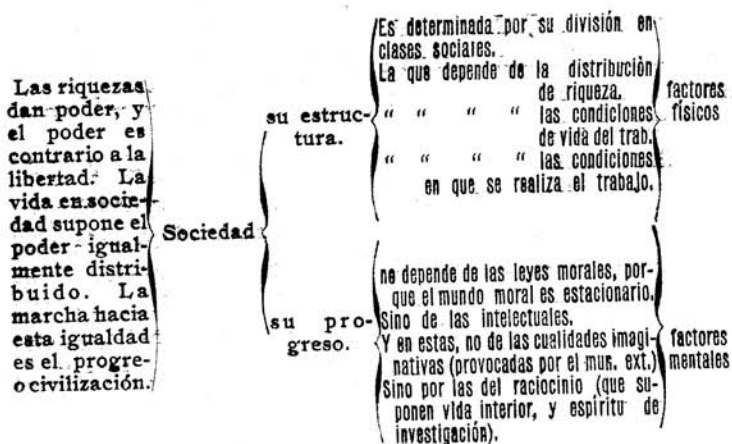 Las riquezas
dan poder, y
el poder es
contrario a la
libertad. La
vida en socie-
dad supone el
poder igual-
mente distri-
buido. La
marcha hacia
esta igualdad
es el progre-
o civilización.
Sociedad
su estruc-
tura.
Es determinada por su división en
clases sociales.
La que depende de la distribución
de riqueza.
“ “ “ “ las condiciones
de vida del trab.
“ “ “ “ las condiciones
en que se realiza el trabajo.
factores
físicos
su pro-
greso.
no depende de las leyes morales, por-
que el mundo moral es estacionario.
Sino de las intelectuales.
Y en estas, no de las cualidades imagi-
nativas (provocadas por el mun. ext.)
Sino por las del raciocinio (que su-
ponen vida interior, y espíritu de
investigación).
factores
mentales